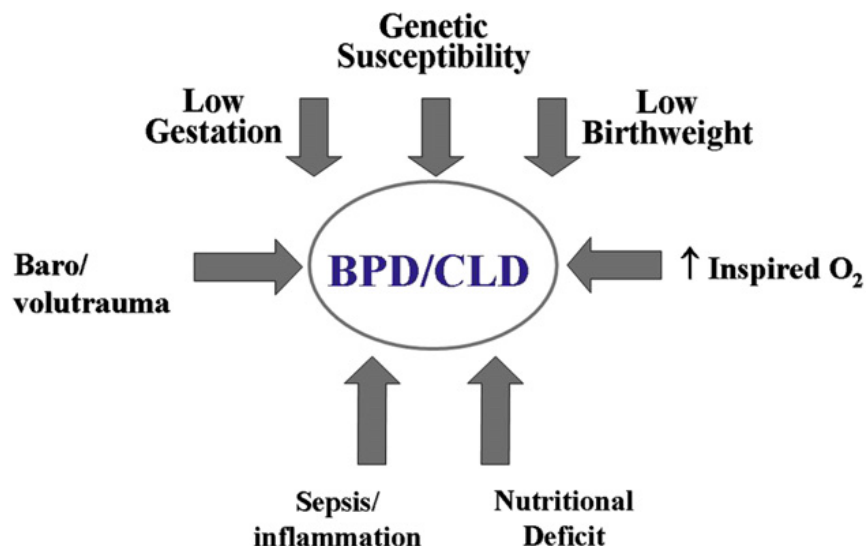 Genetic
Susceptibility
Low
Gestation
Low
Birthweight
Baro/
volutrauma
BPD/CLD
↑ Inspired O₂
Sepsis/
inflammation
Nutritional
Deficit